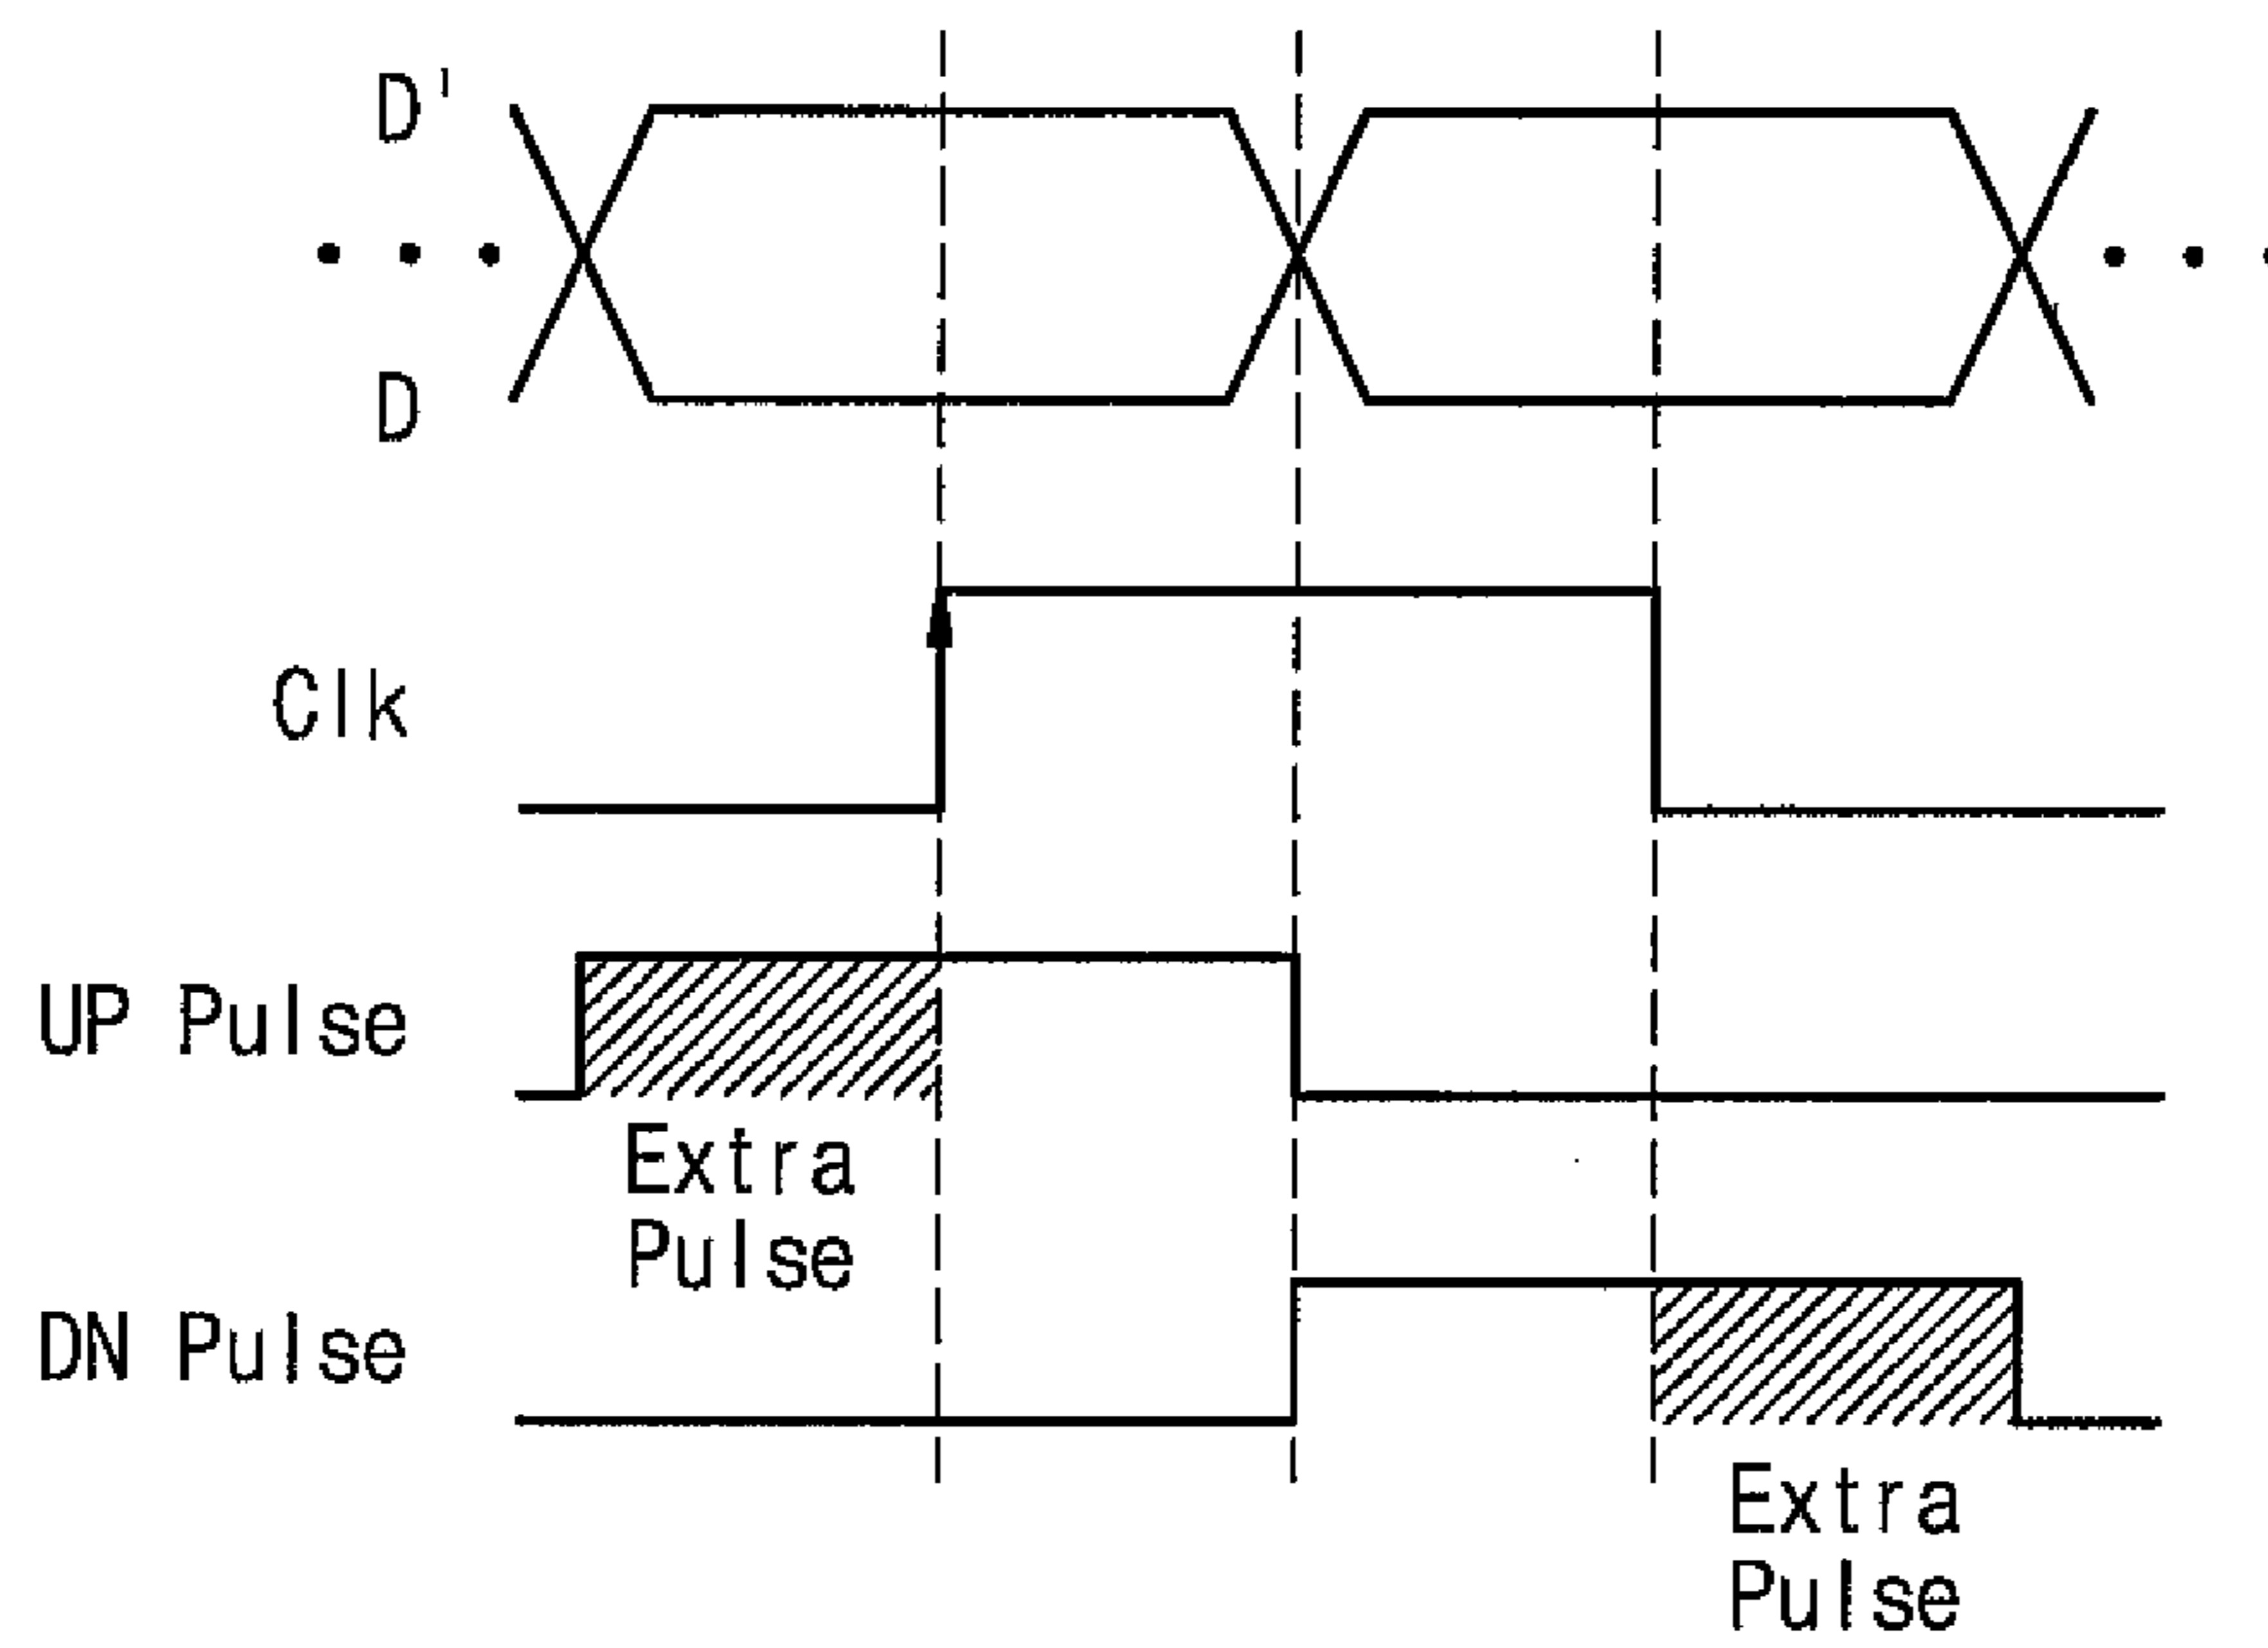 D'
D
Clk
UP Pulse
Extra
Pulse
DN Pulse
Extra
Pulse